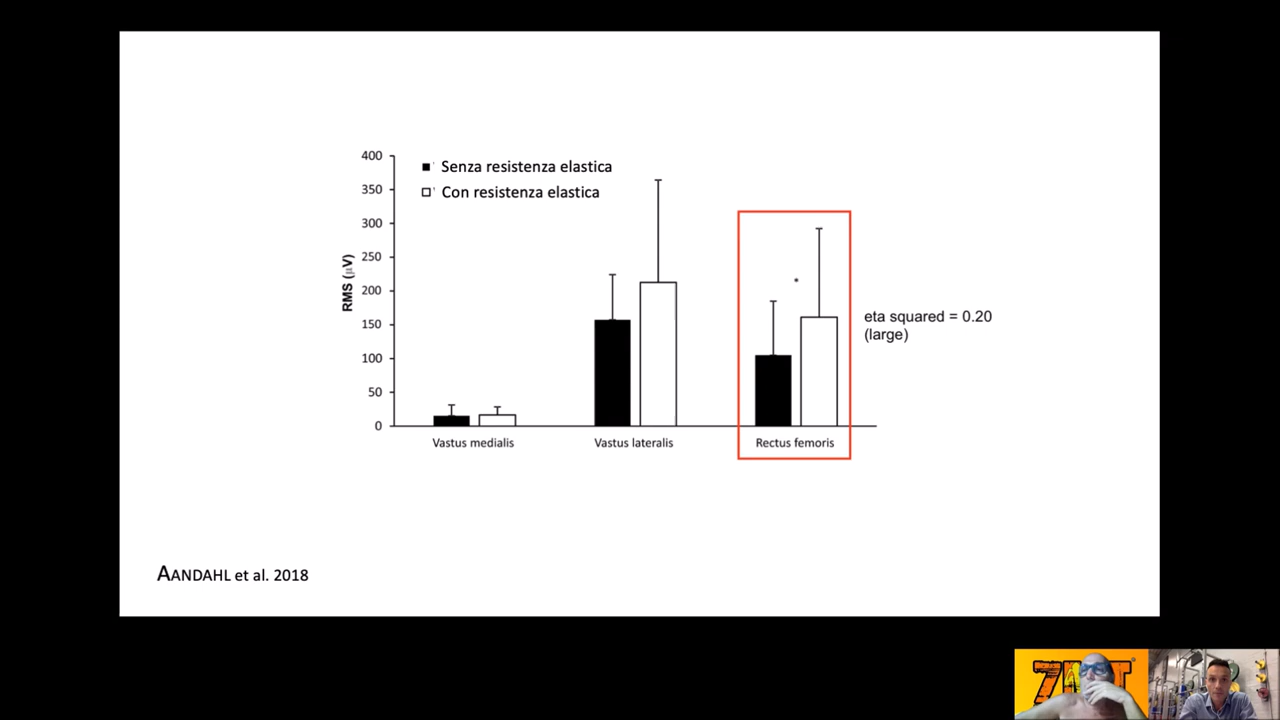 400
350
300
250
200
150
100
50
0
RMS (μV)
Senza resistenza elastica
Con resistenza elastica
*
Vastus medialis
Vastus lateralis
Rectus femoris
eta squared = 0.20
(large)
AANDAHL et al. 2018